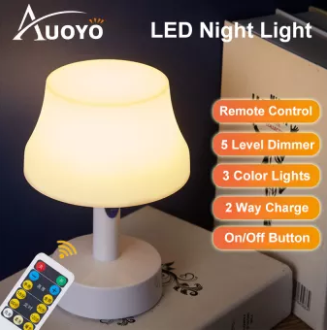 AUOYO
LED Night Light
Remote Control
5 Level Dimmer
3 Color Lights
2 Way Charge
On/Off Button